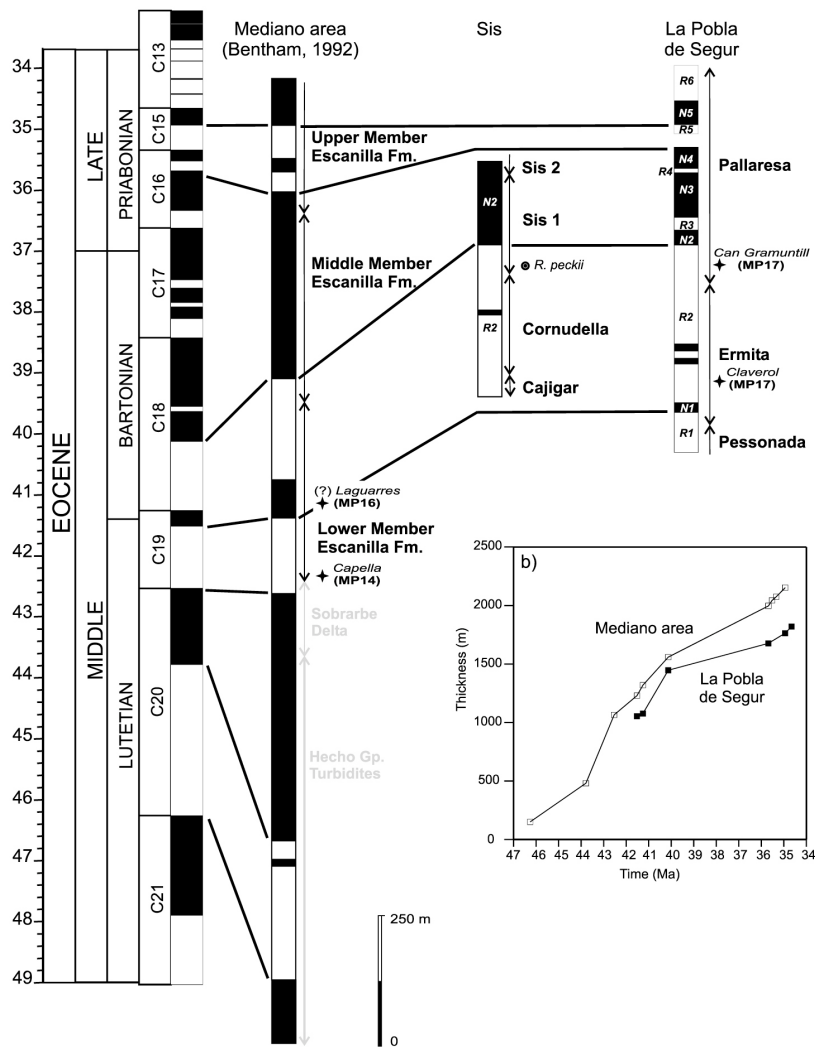 Mediano area
(Bentham, 1992)
Sis
La Pobla
de Segur
34
35
36
37
38
39
40
41
42
43
44
45
46
47
48
49
EOCENE
LATE
MIDDLE
PRIABONIAN
BARTONIAN
LUTETIAN
C13
C15
C16
C17
C18
C19
C20
C21
Upper Member
Escanilla Fm.
Middle Member
Escanilla Fm.
(?) Laguarres
(MP16)
Lower Member
Escanilla Fm.
Capella
(MP14)
Sobrarbe
Delta
Hecho Gp.
Turbidites
N2
R2
Sis 2
Sis 1
R. peckii
Cornudella
Cajigar
R6
N5
R5
N4
R4
N3
R3
N2
R2
N1
R1
Pallaresa
Can Gramuntill
(MP17)
Ermita
Claverol
(MP17)
Pessonada
250 m
0
b)
2500
2000
1500
1000
500
0
Thickness (m)
Mediano area
La Pobla
de Segur
47 46 45 44 43 42 41 40 39 38 37 36 35 34
Time (Ma)